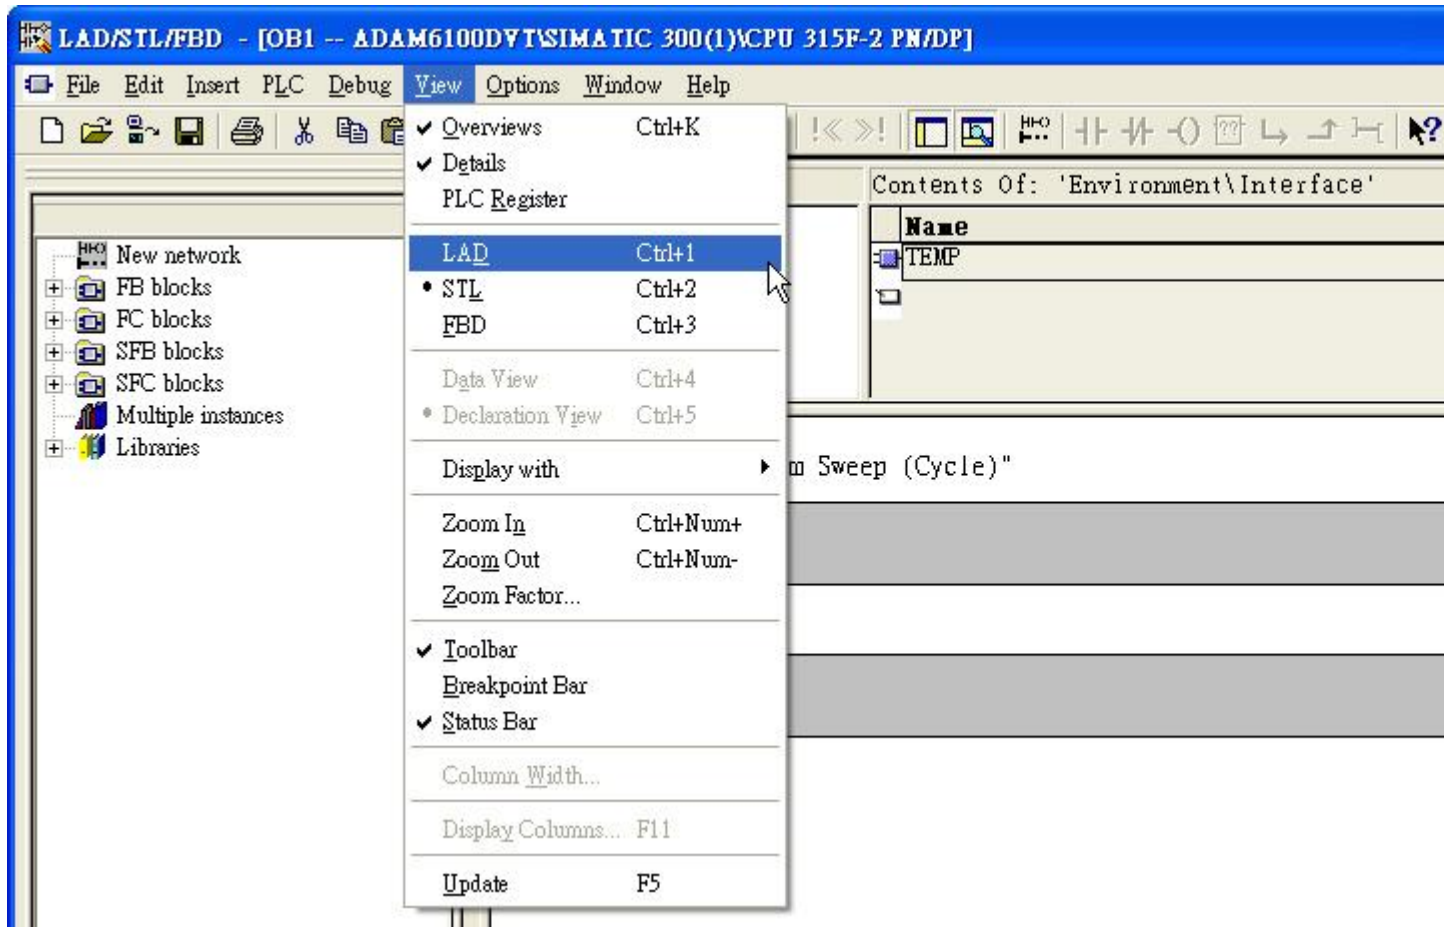 LAD/STL/FBD - [OB1 -- ADAM6100DVT\SIMATIC 300(1)\CPU 315F-2 PN/DP]
File Edit Insert PLC Debug View Options Window Help
Overviews Ctrl+K
Details
PLC Register
LAD Ctrl+1
STL Ctrl+2
FBD Ctrl+3
Data View Ctrl+4
Declaration View Ctrl+5
Display with
Zoom In Ctrl+Num+
Zoom Out Ctrl+Num-
Zoom Factor...
Toolbar
Breakpoint Bar
Status Bar
Column Width...
Display Columns... F11
Update F5
New network
FB blocks
FC blocks
SFB blocks
SFC blocks
Multiple instances
Libraries
Contents Of: 'Environment\Interface'
Name
TEMP
Sweep (Cycle)"